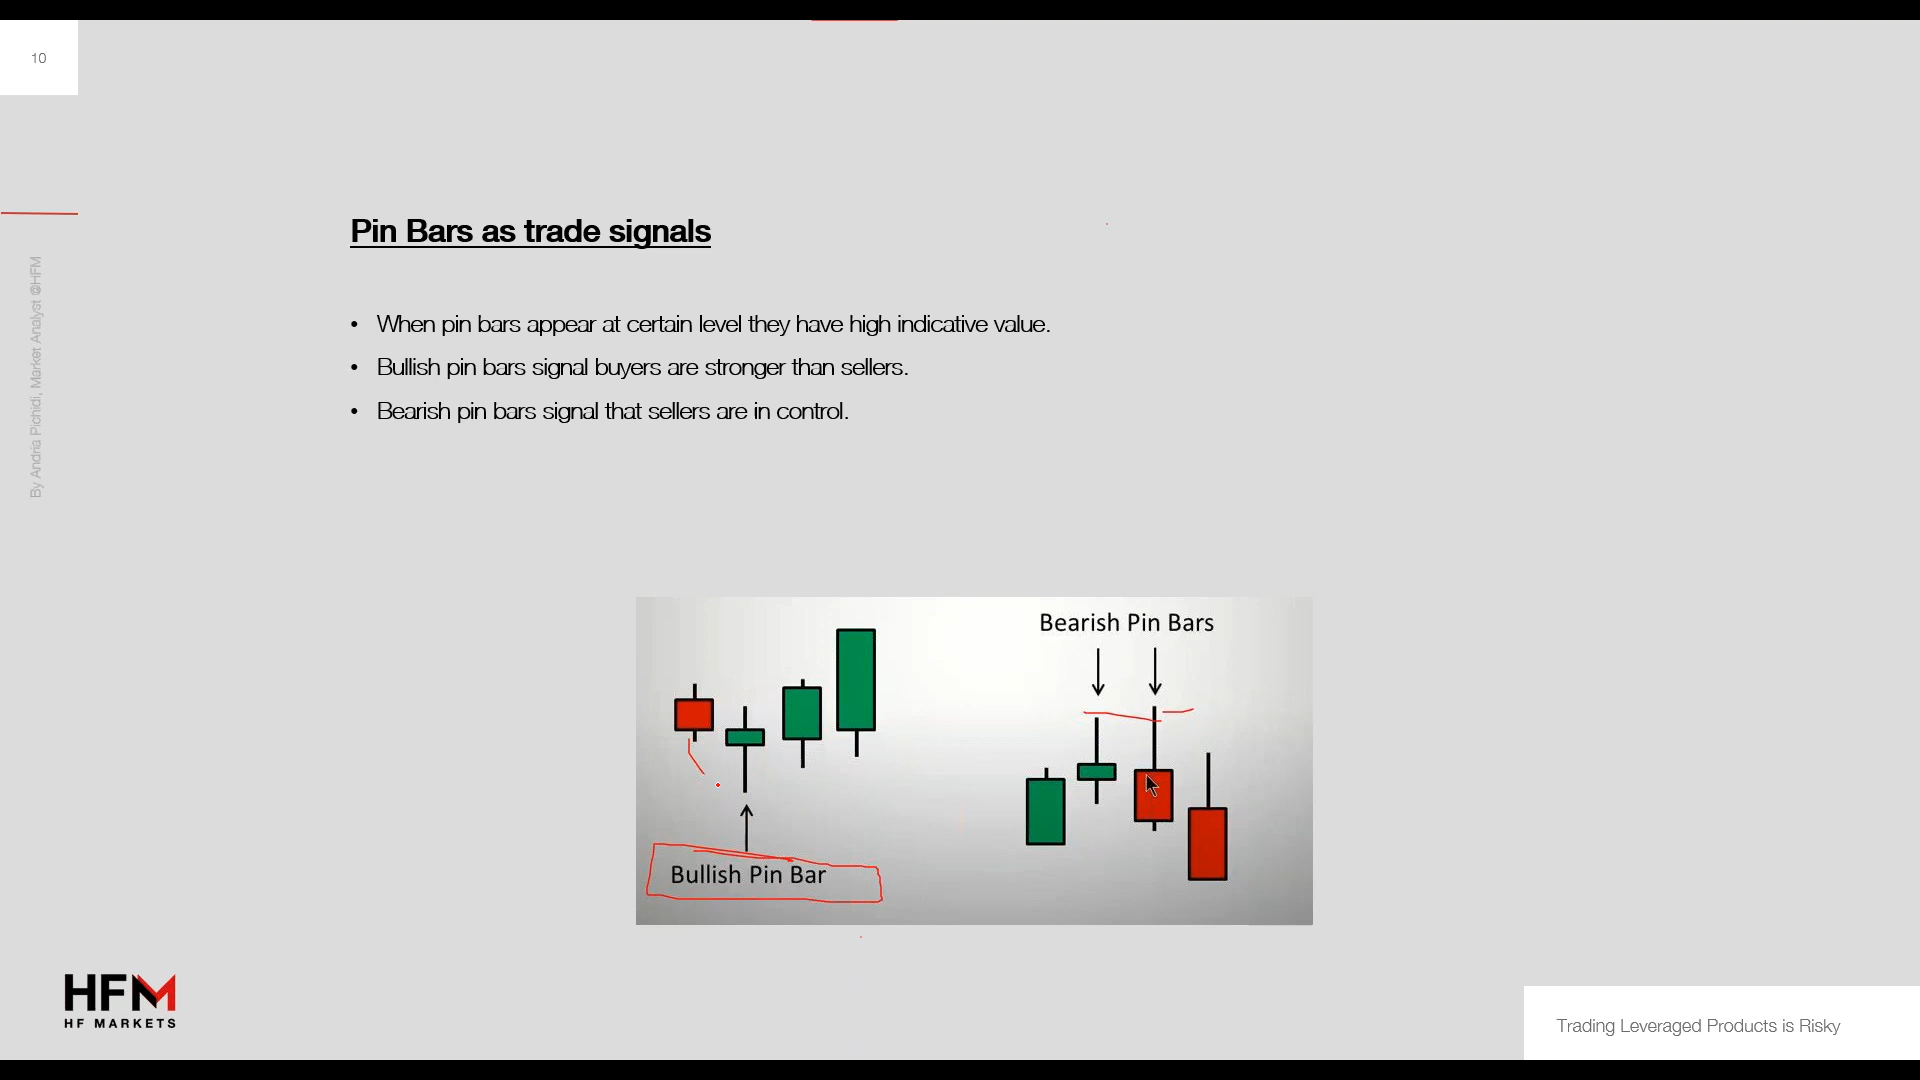 10
By Andria Pichidi, Market Analyst @HFM
Pin Bars as trade signals
• When pin bars appear at certain level they have high indicative value.
• Bullish pin bars signal buyers are stronger than sellers.
• Bearish pin bars signal that sellers are in control.
Bearish Pin Bars
Bullish Pin Bar
HFM
HF MARKETS
Trading Leveraged Products is Risky